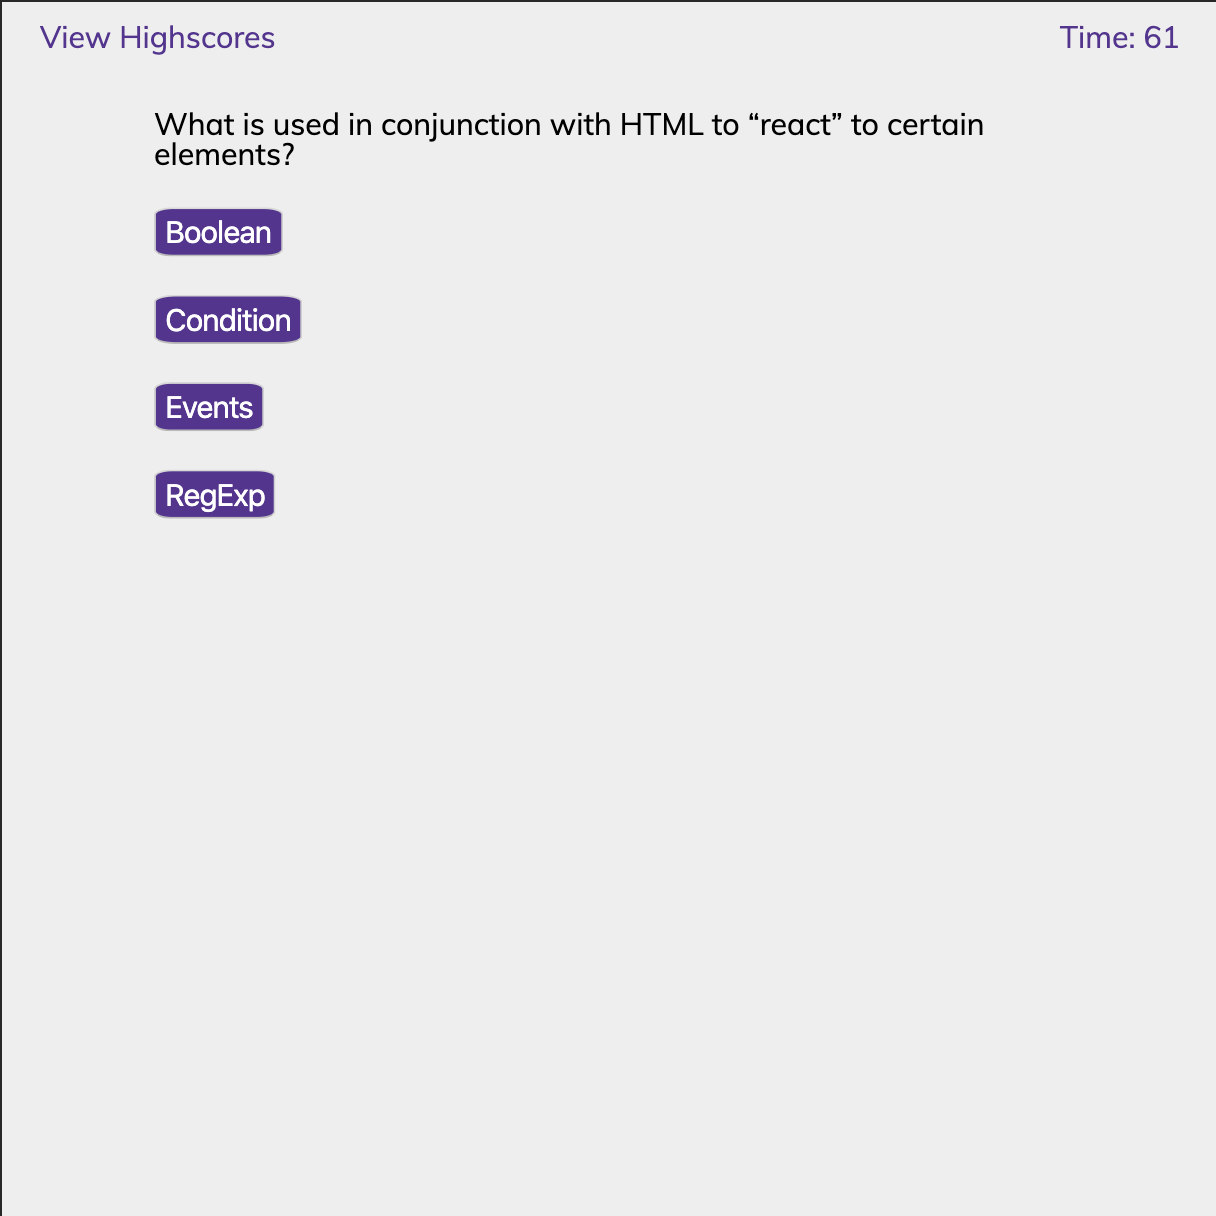 View Highscores
Time: 61
What is used in conjunction with HTML to “react” to certain
elements?
Boolean
Condition
Events
RegExp